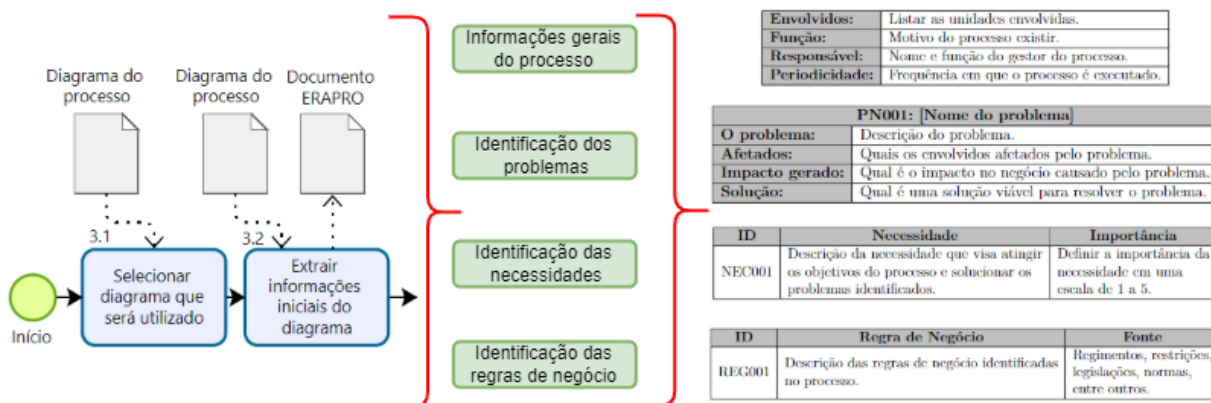 Diagrama do
processo
Diagrama do
processo
Documento
ERAPRO
3.1
3.2
Início
Selecionar
diagrama que
será utilizado
Extrair
informações
iniciais do
diagrama
Informações gerais
do processo
Identificação dos
problemas
Identificação das
necessidades
Identificação das
regras de negócio
Envolvidos: Listar as unidades envolvidas.
Função: Motivo do processo existir.
Responsável: Nome e função do gestor do processo.
Periodicidade: Frequência em que o processo é executado.
PN001: [Nome do problema]
O problema: Descrição do problema.
Afetados: Quais os envolvidos afetados pelo problema.
Impacto gerado: Qual é o impacto no negócio causado pelo problema.
Solução: Qual é uma solução viável para resolver o problema.
ID Necessidade Importância
NEC001
Descrição da necessidade que visa atingir
os objetivos do processo e solucionar os
problemas identificados.
Definir a importância da
necessidade em uma
escala de 1 a 5.
ID Regra de Negócio Fonte
REG001
Descrição das regras de negócio identificadas
no processo.
Regimentos, restrições,
legislações, normas,
entre outros.